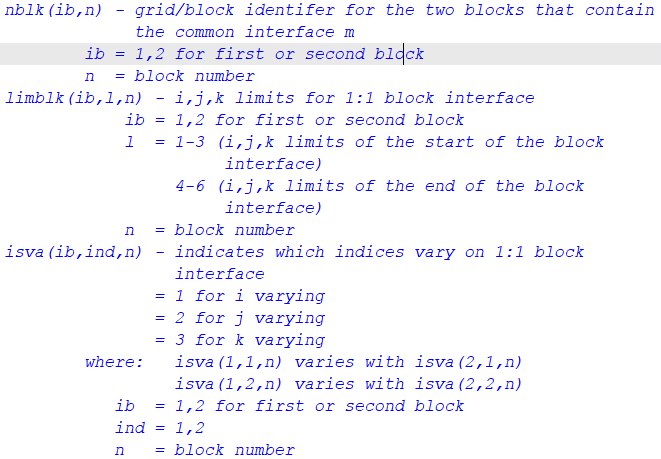 nblk(ib,n) - grid/block identifer for the two blocks that contain
the common interface m
ib = 1,2 for first or second block
n  = block number
limblk(ib,l,n) - i,j,k limits for 1:1 block interface
ib = 1,2 for first or second block
l  = 1-3 (i,j,k limits of the start of the block
interface)
4-6 (i,j,k limits of the end of the block
interface)
n  = block number
isva(ib,ind,n) - indicates which indices vary on 1:1 block
interface
= 1 for i varying
= 2 for j varying
= 3 for k varying
where:   isva(1,1,n) varies with isva(2,1,n)
isva(1,2,n) varies with isva(2,2,n)
ib  = 1,2 for first or second block
ind = 1,2
n   = block number